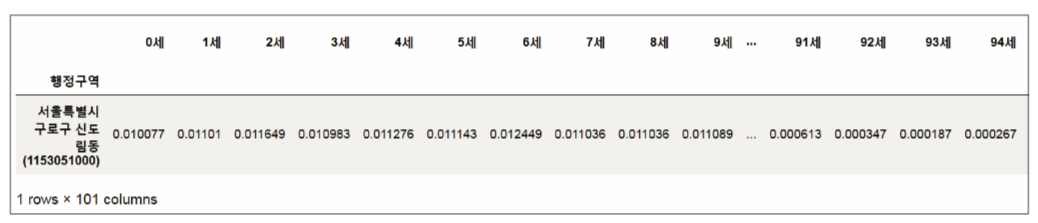 0세 1세 2세 3세 4세 5세 6세 7세 8세 9세 ... 91세 92세 93세 94세
행정구역
서울특별시
구로구 신도
림동
(1153051000)
0.010077 0.01101 0.011649 0.010983 0.011276 0.011143 0.012449 0.011036 0.011036 0.011089 ... 0.000613 0.000347 0.000187 0.000267
1 rows × 101 columns